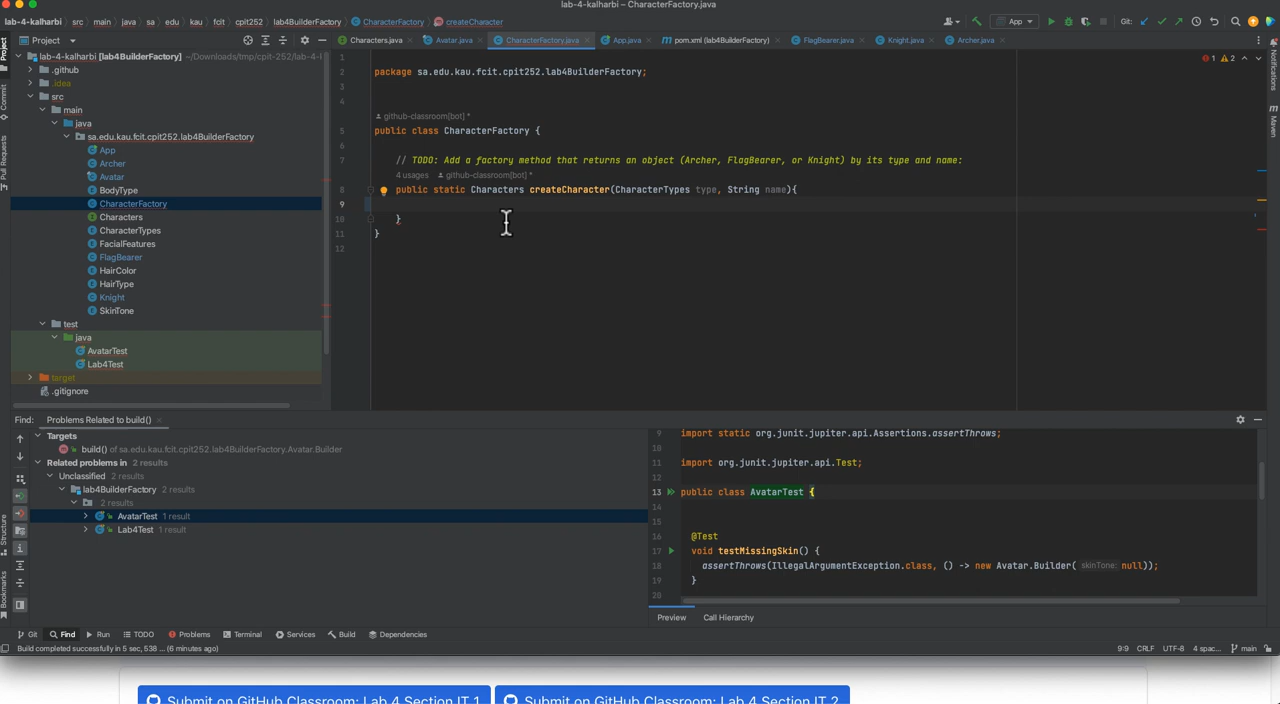 lab-4-kalharbi – CharacterFactory.java
lab-4-kalharbi src main java sa edu kau fcit cpit252 lab4BuilderFactory CharacterFactory createCharacter App Git:
Project Characters.java Avatar.java CharacterFactory.java App.java pom.xml (lab4BuilderFactory) FlagBearer.java Knight.java Archer.java
lab-4-kalharbi [lab4BuilderFactory] ~/Downloads/tmp/cpit-252/lab-4-
.github
.idea
src
main
java
sa.edu.kau.fcit.cpit252.lab4BuilderFactory
App
Archer
Avatar
BodyType
CharacterFactory
Characters
CharacterTypes
FacialFeatures
FlagBearer
HairColor
HairType
Knight
SkinTone
test
java
AvatarTest
Lab4Test
target
.gitignore
Project
Commit
Pull Requests
Structure
Bookmarks
1
2 package sa.edu.kau.fcit.cpit252.lab4BuilderFactory;
3
4
github-classroom[bot] *
5 public class CharacterFactory {
6
7 // TODO: Add a factory method that returns an object (Archer, FlagBearer, or Knight) by its type and name:
4 usages github-classroom[bot] *
8 public static Characters createCharacter(CharacterTypes type, String name){
9
10 }
11 }
12
1 2
Notifications
Maven
Find: Problems Related to build()
Targets
build() of sa.edu.kau.fcit.cpit252.lab4BuilderFactory.Avatar.Builder
Related problems in 2 results
Unclassified 2 results
lab4BuilderFactory 2 results
2 results
AvatarTest 1 result
Lab4Test 1 result
9 import static org.junit.jupiter.api.Assertions.assertThrows;
10
11 import org.junit.jupiter.api.Test;
12
13 public class AvatarTest {
14
15
16 @Test
17 void testMissingSkin() {
18 assertThrows(IllegalArgumentException.class, () -> new Avatar.Builder( skinTone: null));
19 }
20
Preview Call Hierarchy
Git Find Run TODO Problems Terminal Services Build Dependencies
Build completed successfully in 5 sec, 538 ... (6 minutes ago) 9:9 CRLF UTF-8 4 spac... main
Submit on GitHub Classroom: Lab 4 Section IT 1 Submit on GitHub Classroom: Lab 4 Section IT 2